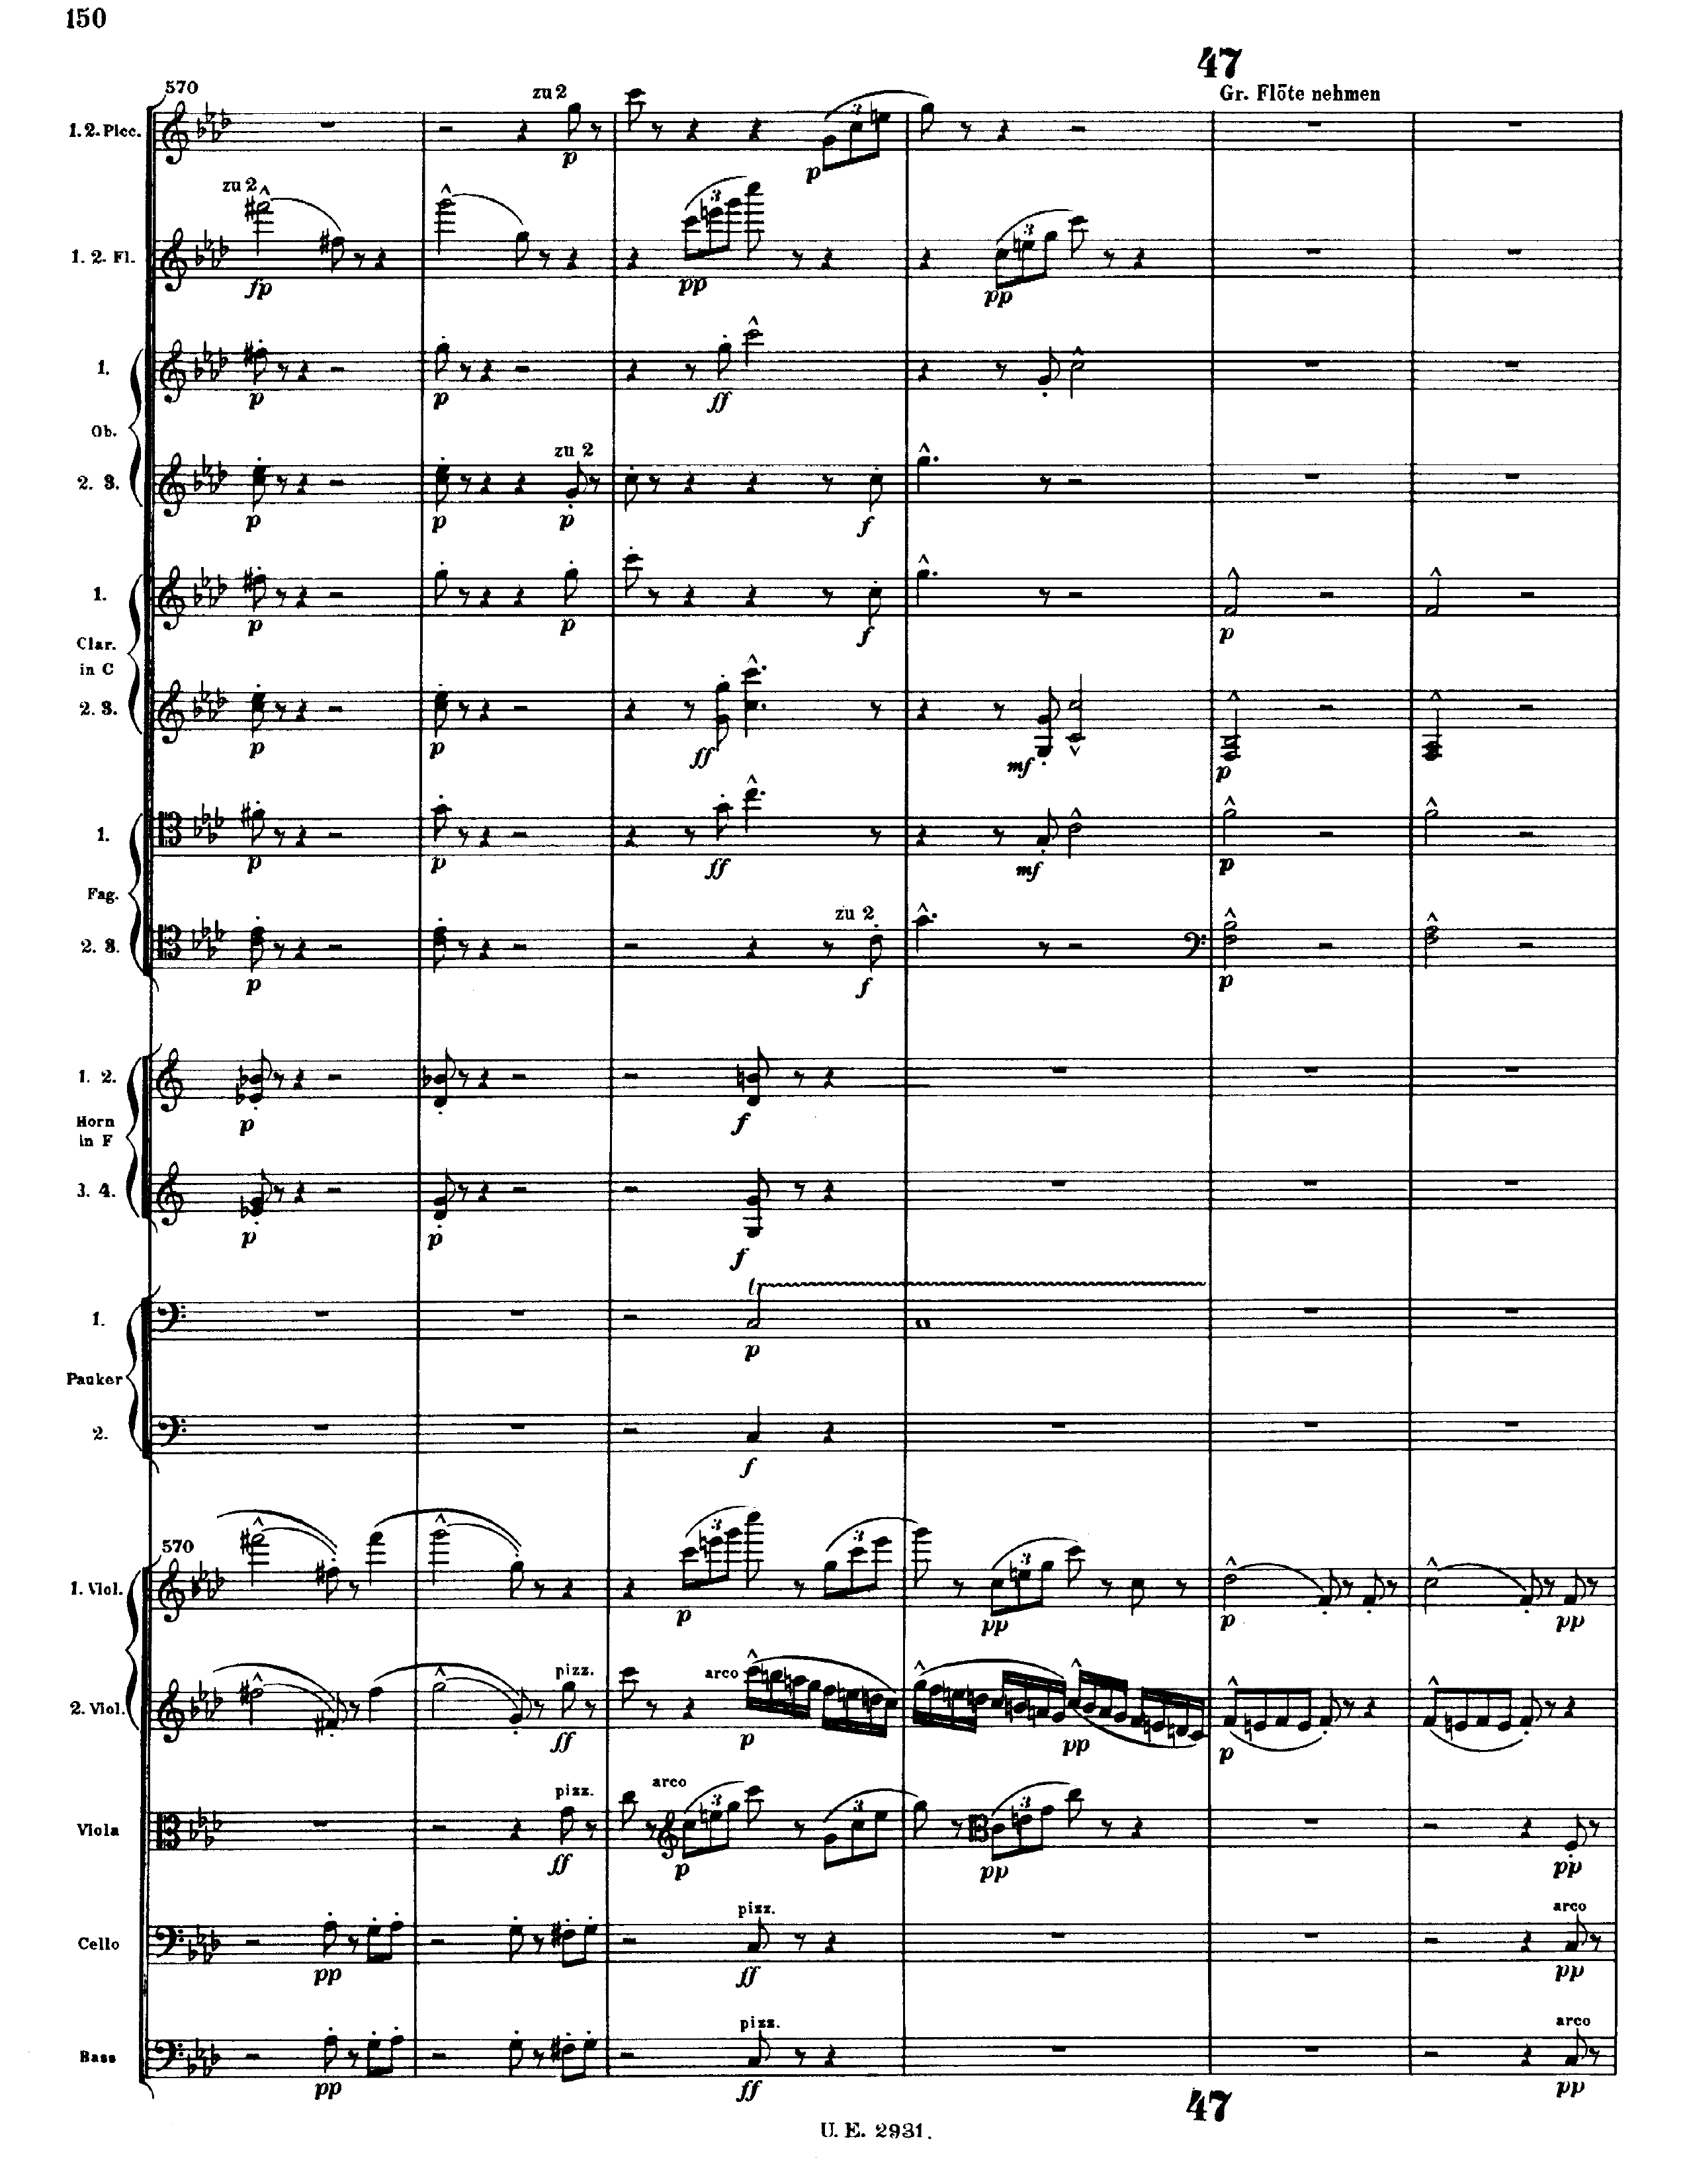 150
47
570
zu 2
Gr. Flöte nehmen
1. 2. Picc.
p
p
3
zu 2
1. 2. Fl.
fp
pp
3
pp
3
1.
p
p
ff
Ob.
zu 2
2. 3.
p
p
p
f
1.
p
p
f
p
Clar.
in C
2. 3.
p
p
ff
mf
p
1.
p
p
ff
mf
p
Fag.
zu 2
2. 3.
p
f
p
1. 2.
p
f
Horn
in F
3. 4.
p
p
f
tr
1.
p
Pauker
2.
f
570
1. Viol.
p
3
3
pp
3
p
pp
pizz.
arco
2. Viol.
ff
p
pp
p
pizz.
arco
Viola
ff
p
3
3
pp
3
pp
pizz.
arco
Cello
pp
ff
pp
pizz.
arco
Bass
pp
ff
pp
47
U. E. 2931.